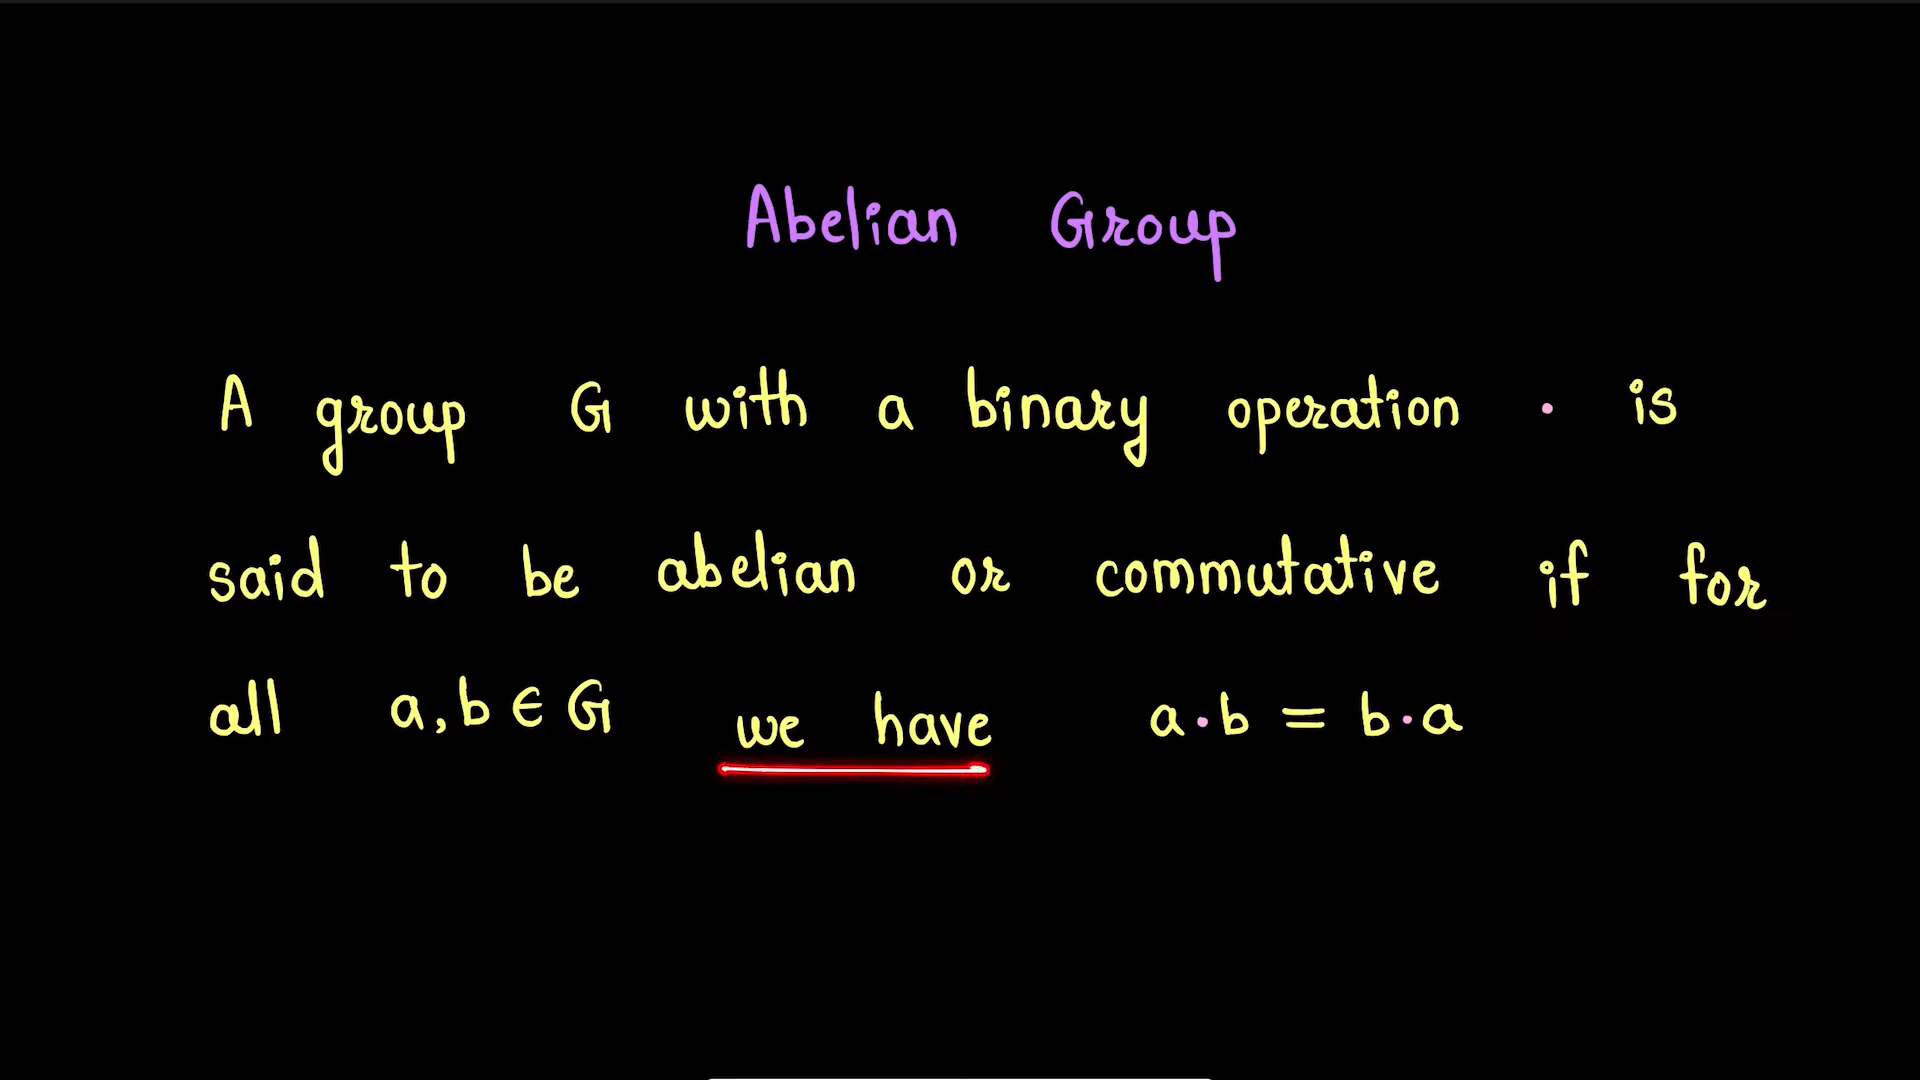 Abelian Group
A group G with a binary operation · is
said to be abelian or commutative if for
all a, b ∈ G we have a · b = b · a